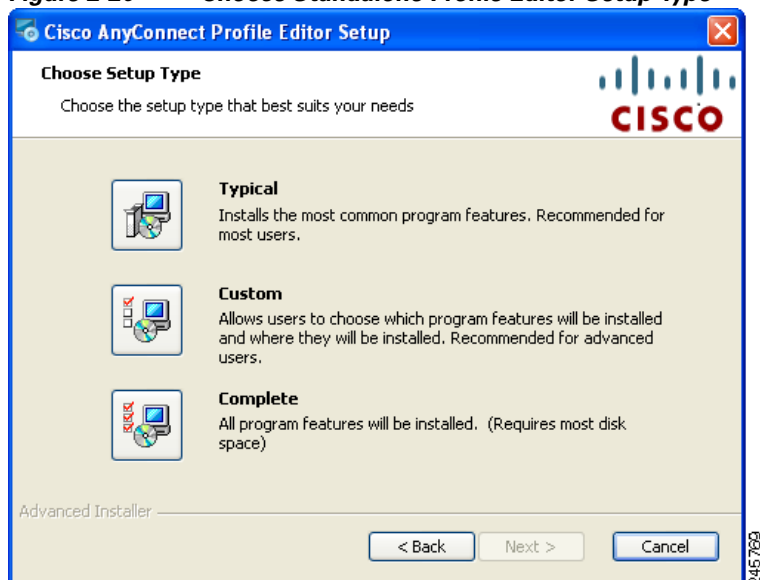 Cisco AnyConnect Profile Editor Setup
Choose Setup Type
Choose the setup type that best suits your needs
CISCO
Typical
Installs the most common program features. Recommended for
most users.
Custom
Allows users to choose which program features will be installed
and where they will be installed. Recommended for advanced
users.
Complete
All program features will be installed. (Requires most disk
space)
Advanced Installer
< Back
Next >
Cancel
245769